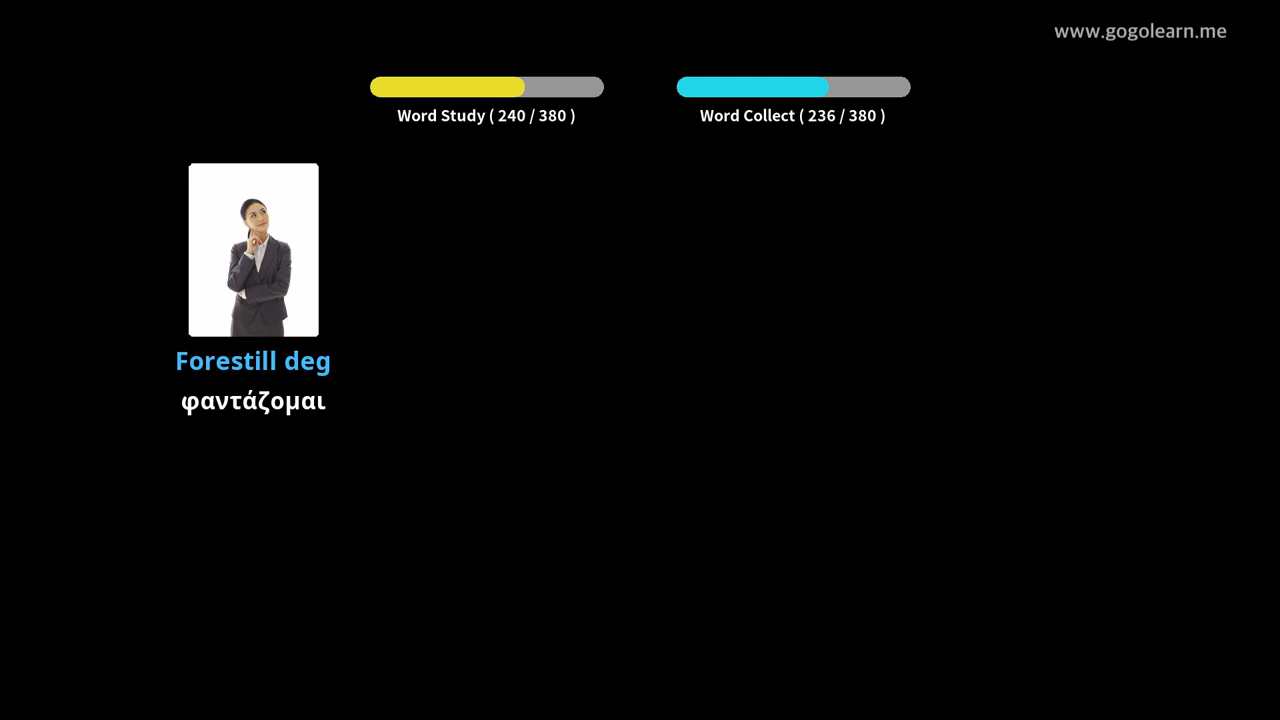 www.gogolearn.me
Word Study ( 240 / 380 )
Word Collect ( 236 / 380 )
Forestill deg
φαντάζομαι